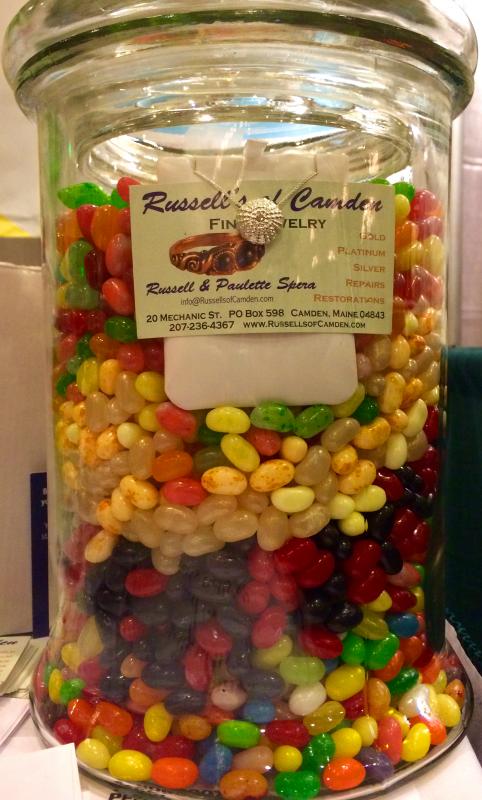 Russell's of Camden
FINE JEWELRY
GOLD
PLATINUM
SILVER
REPAIRS
RESTORATIONS
Russell & Paulette Spera
info@RussellsofCamden.com
20 MECHANIC ST. PO BOX 598 CAMDEN, MAINE 04843
207-236-4367 WWW.RUSSELLSOFCAMDEN.COM